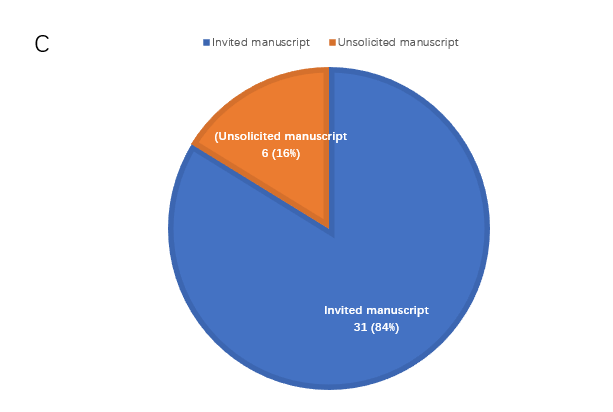 C
Invited manuscript Unsolicited manuscript
(Unsolicited manuscript
6 (16%)
Invited manuscript
31 (84%)